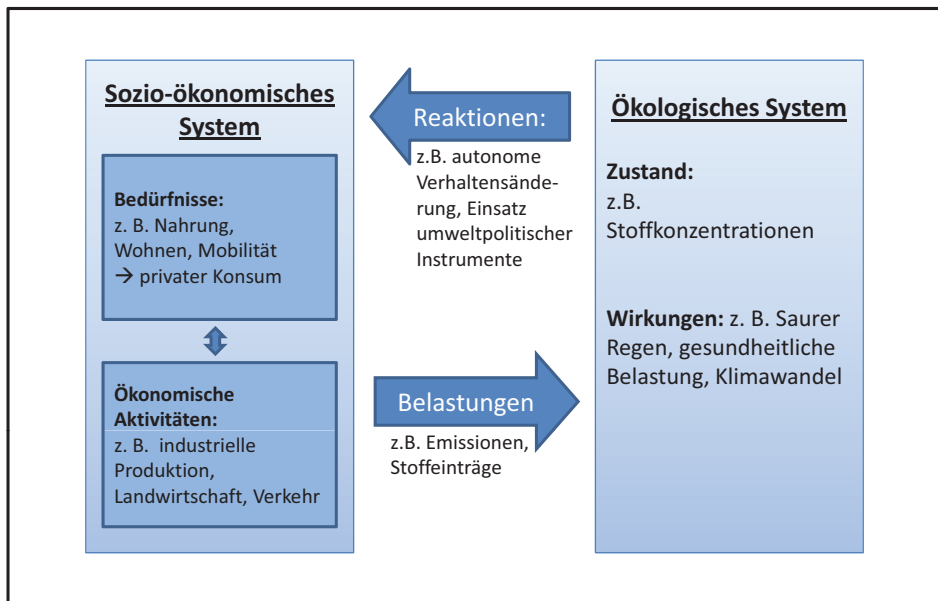 Sozio-ökonomisches
System
Bedürfnisse:
z. B. Nahrung,
Wohnen, Mobilität
→ privater Konsum
Ökonomische
Aktivitäten:
z. B. industrielle
Produktion,
Landwirtschaft, Verkehr
Reaktionen:
z.B. autonome
Verhaltensände-
rung, Einsatz
umweltpolitischer
Instrumente
Belastungen
z.B. Emissionen,
Stoffeinträge
Ökologisches System
Zustand:
z.B.
Stoffkonzentrationen
Wirkungen: z. B. Saurer
Regen, gesundheitliche
Belastung, Klimawandel